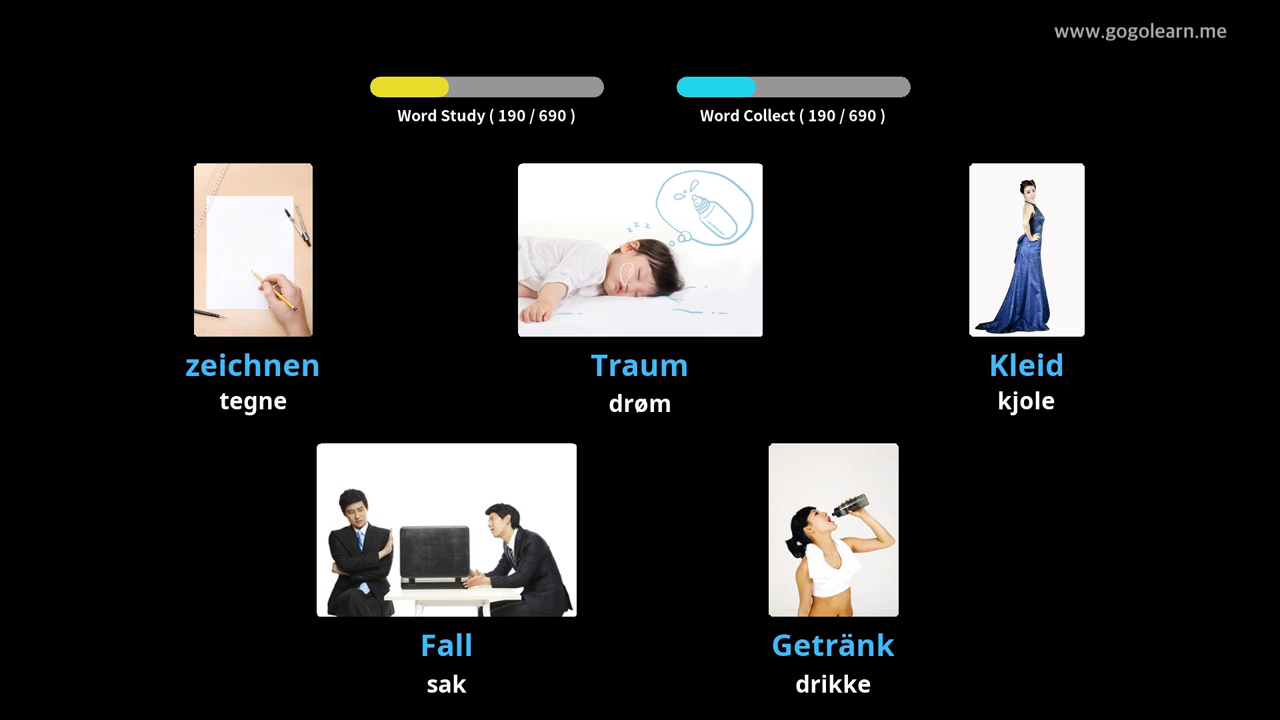 www.gogolearn.me
Word Study ( 190 / 690 )
Word Collect ( 190 / 690 )
zeichnen
tegne
Traum
drøm
Kleid
kjole
Fall
sak
Getränk
drikke